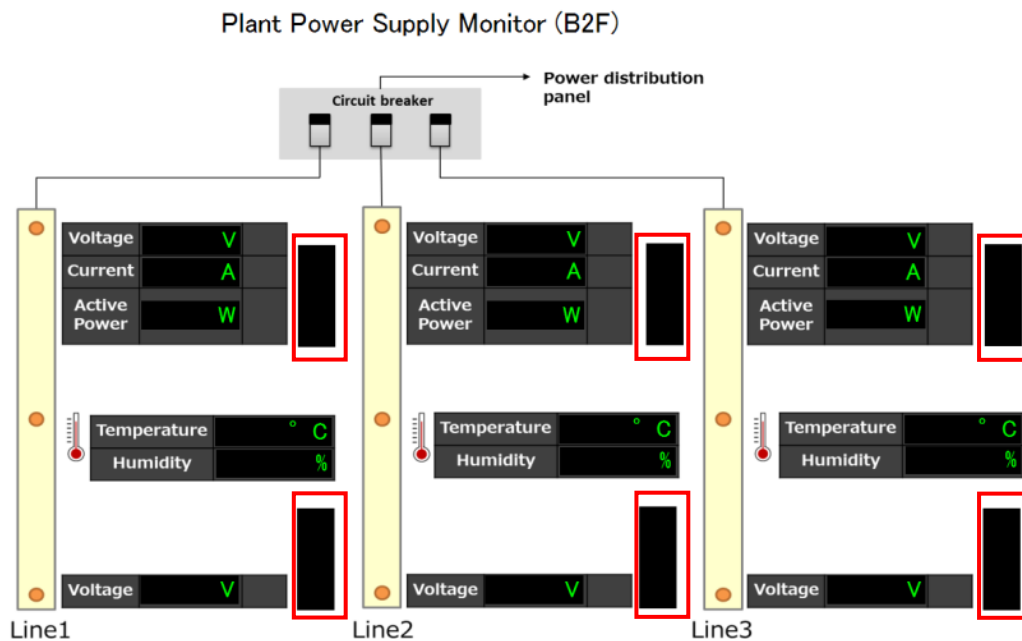 Plant Power Supply Monitor (B2F)
Power distribution
panel
Circuit breaker
Voltage V
Current A
Active
Power W
Voltage V
Current A
Active
Power W
Voltage V
Current A
Active
Power W
Temperature ° C
Humidity %
Temperature ° C
Humidity %
Temperature ° C
Humidity %
Voltage V
Voltage V
Voltage V
Line1
Line2
Line3